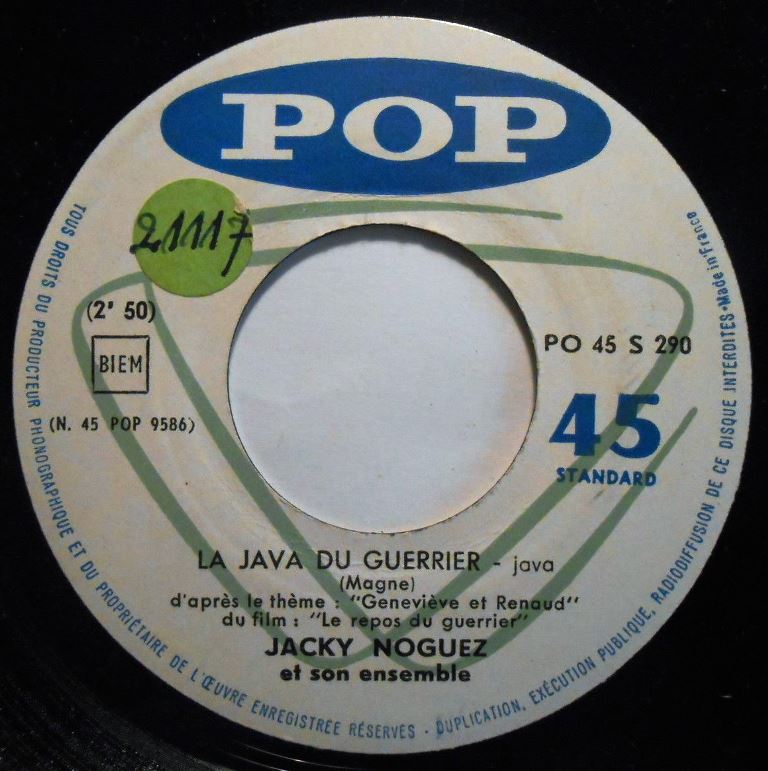 POP
21117
(2' 50)
BIEM
(N. 45 POP 9586)
PO 45 S 290
45
STANDARD
LA JAVA DU GUERRIER - java
(Magne)
d'après le thème : "Geneviève et Renaud"
du film : "Le repos du guerrier"
JACKY NOGUEZ
et son ensemble
TOUS DROITS DU PRODUCTEUR PHONOGRAPHIQUE ET DU PROPRIÉTAIRE DE L'ŒUVRE ENREGISTRÉE RÉSERVÉS - DUPLICATION, EXÉCUTION PUBLIQUE, RADIODIFFUSION DE CE DISQUE INTERDITES • Made in France